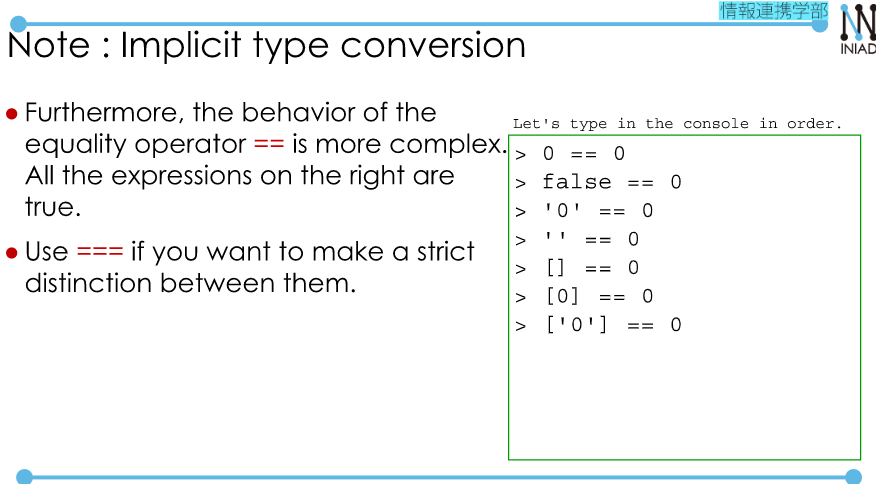 情報連携学部
INIAD
Note : Implicit type conversion
● Furthermore, the behavior of the
equality operator == is more complex.
All the expressions on the right are
true.
● Use === if you want to make a strict
distinction between them.
Let's type in the console in order.
> 0 == 0
> false == 0
> '0' == 0
> '' == 0
> [] == 0
> [0] == 0
> ['0'] == 0